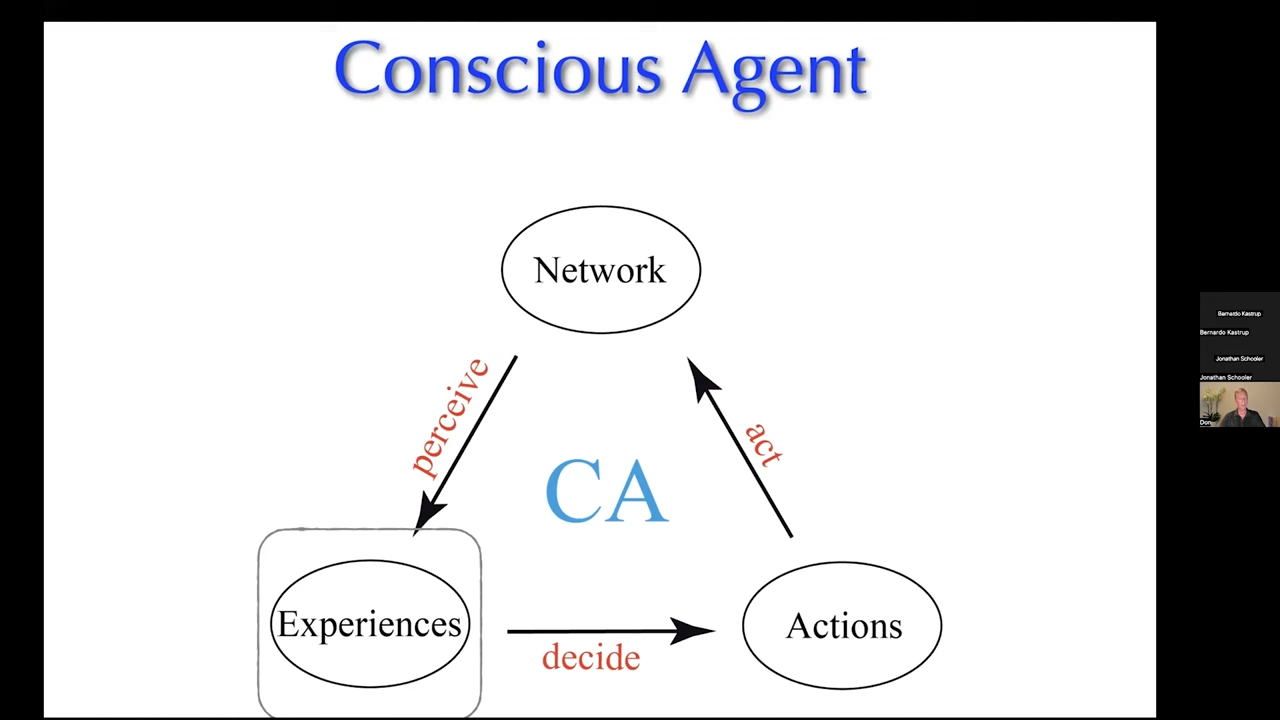 Conscious Agent
Network
perceive
act
CA
Experiences
decide
Actions
Bernardo Kastrup
Bernardo Kastrup
Jonathan Schooler
Jonathan Schooler